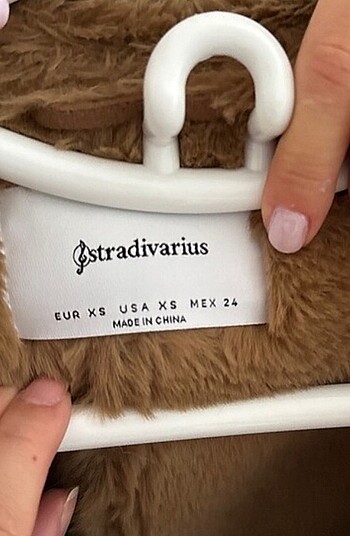 stradivarius
EUR XS USA XS MEX 24
MADE IN CHINA